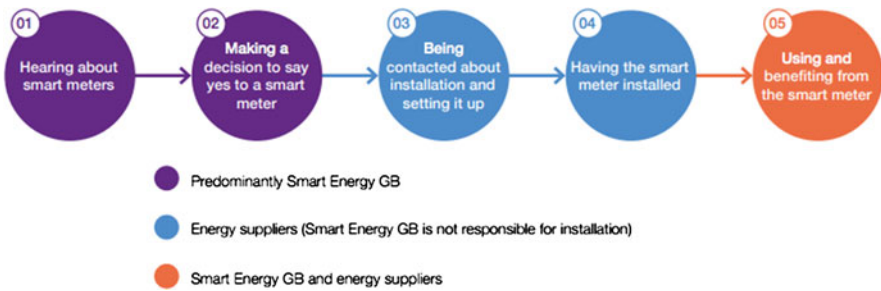 01
Hearing about
smart meters
02
Making a
decision to say
yes to a smart
meter
03
Being
contacted about
installation and
setting it up
04
Having the smart
meter installed
05
Using and
benefiting from
the smart meter
Predominantly Smart Energy GB
Energy suppliers (Smart Energy GB is not responsible for installation)
Smart Energy GB and energy suppliers